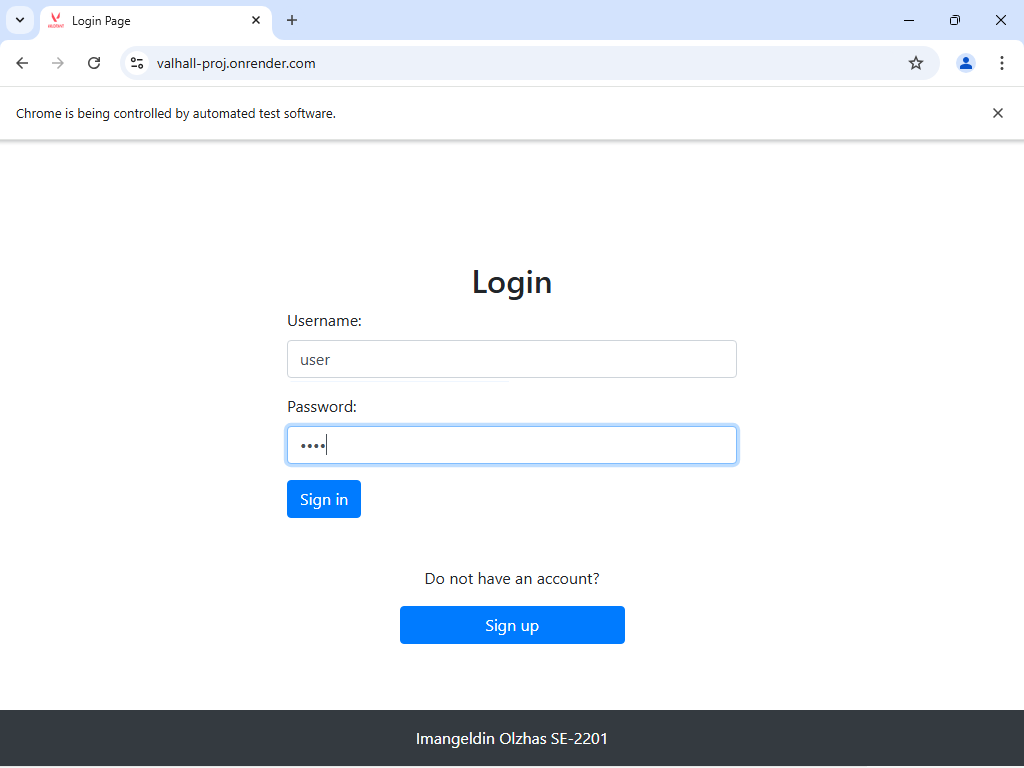 Login Page
valhall-proj.onrender.com
Chrome is being controlled by automated test software.
Login
Username:
user
Password:
••••
Sign in
Do not have an account?
Sign up
Imangeldin Olzhas SE-2201